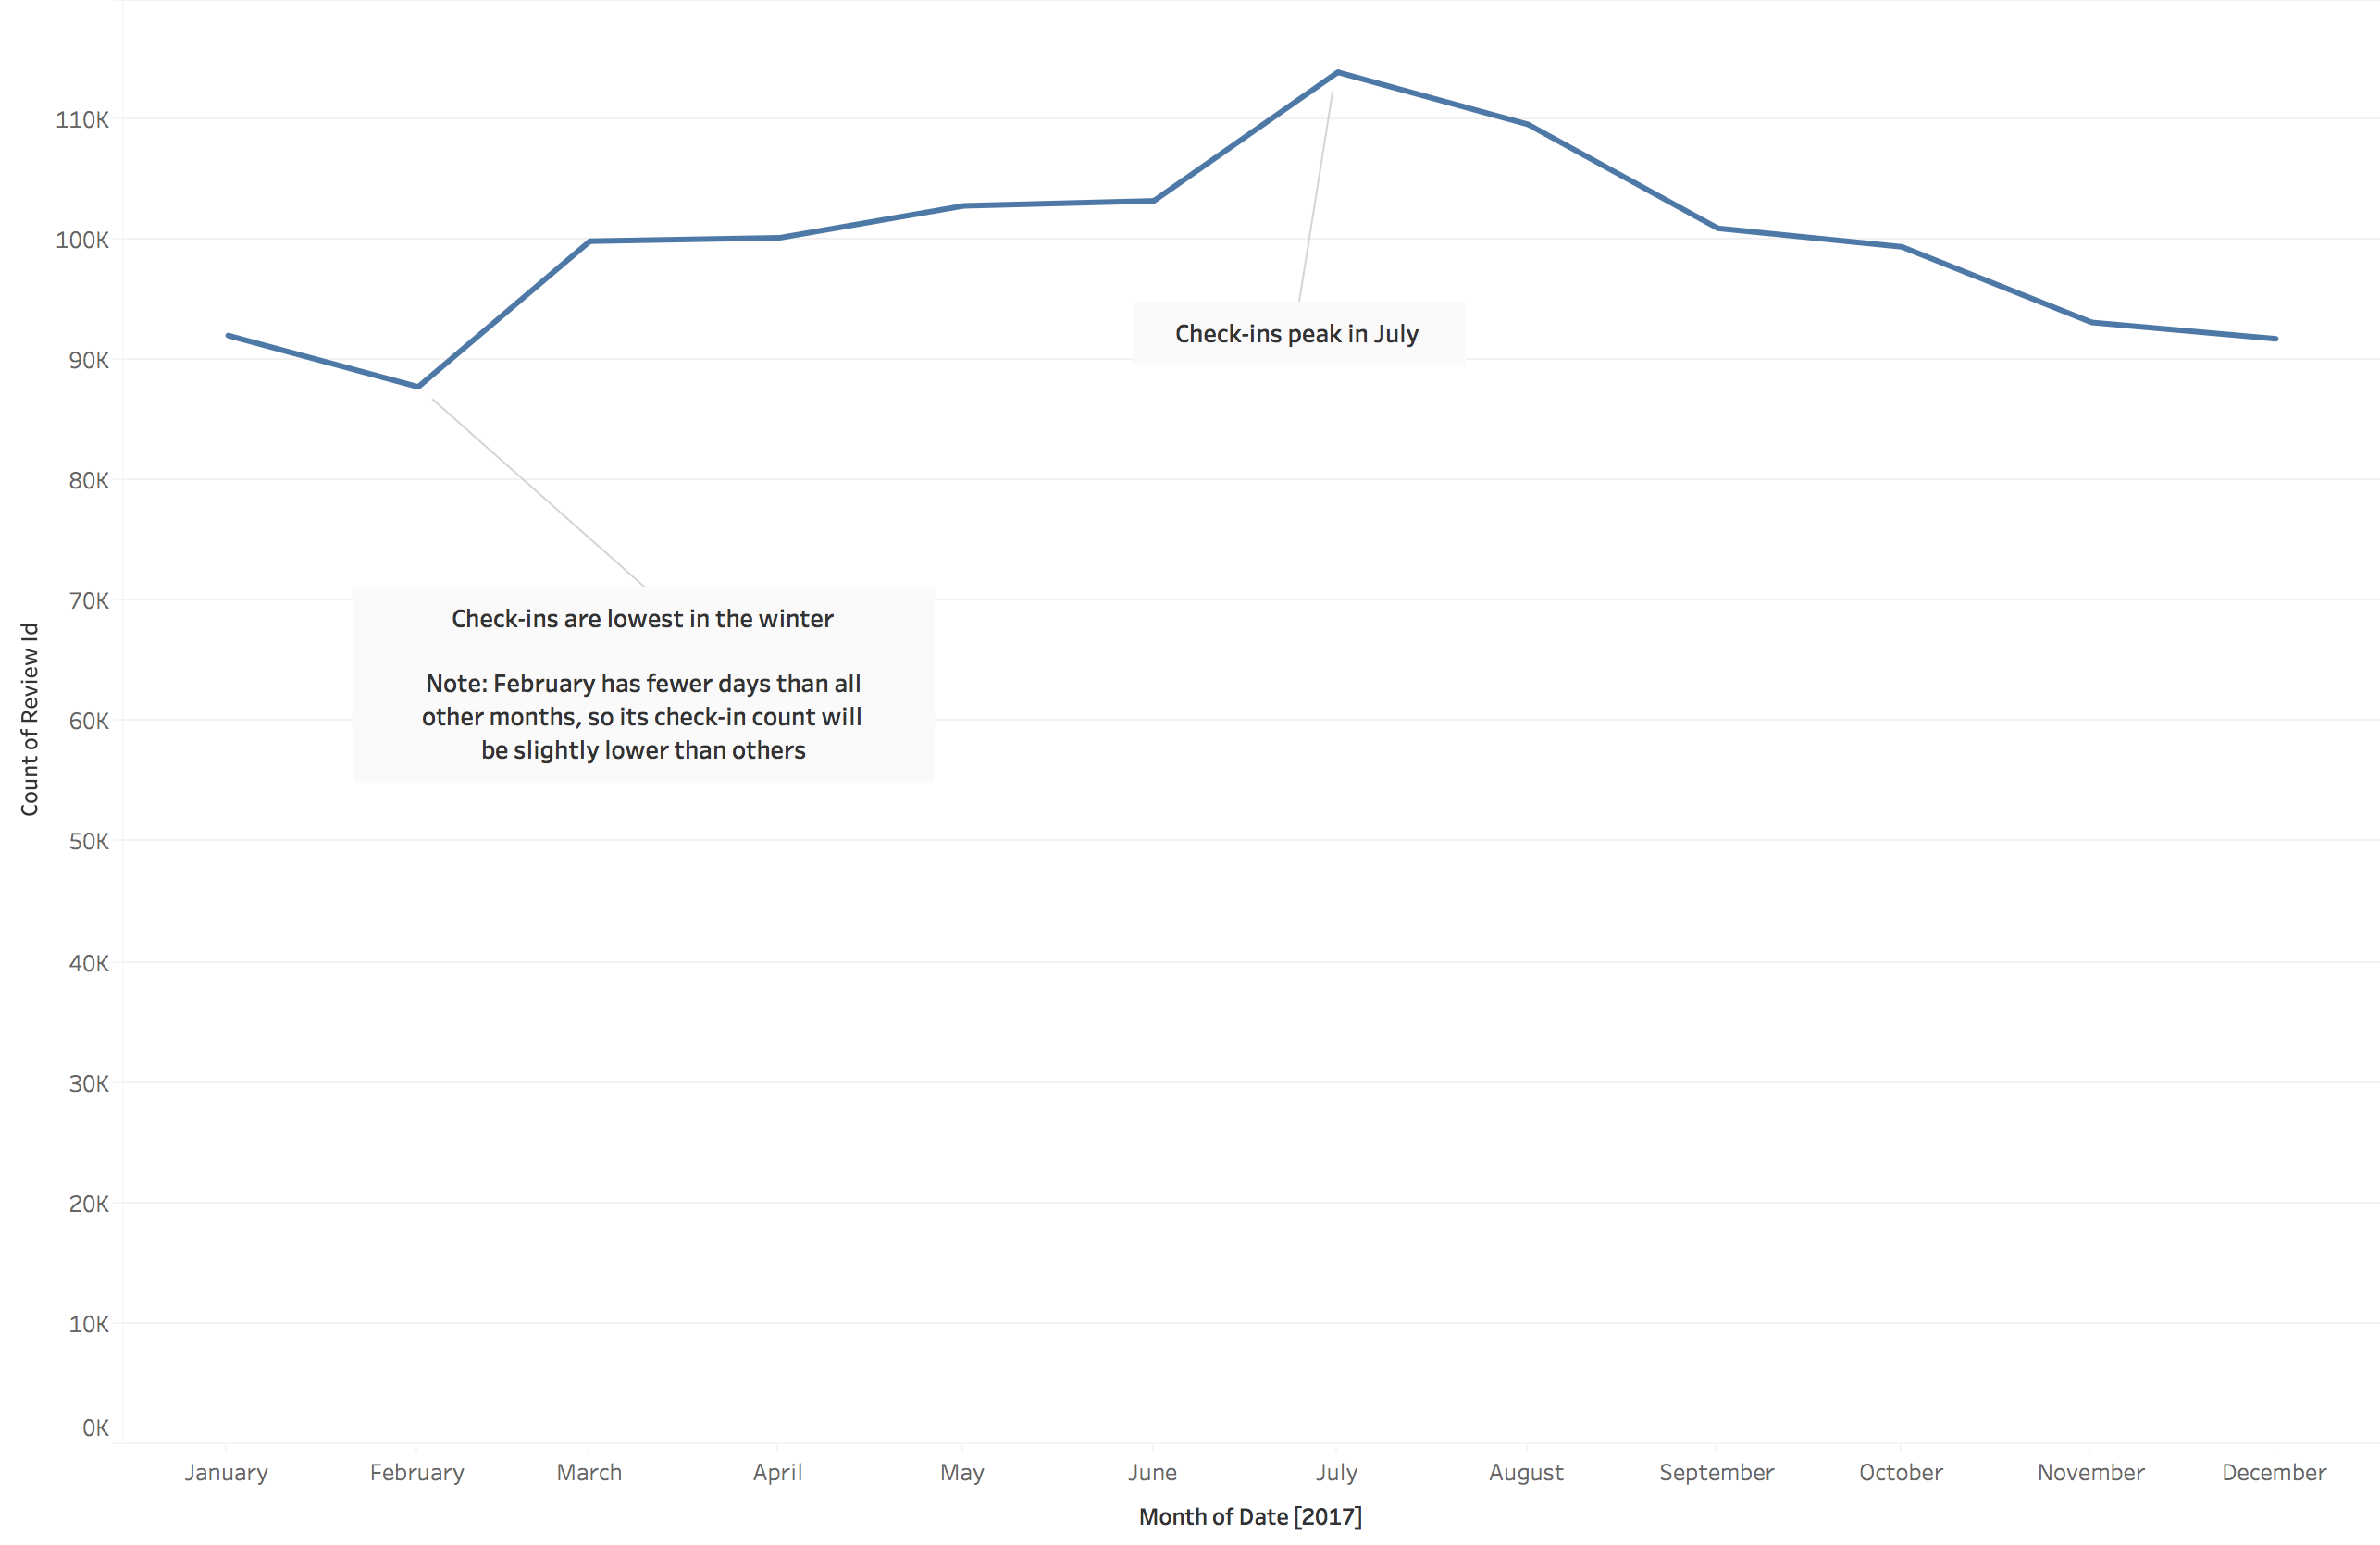 110K
100K
90K
80K
70K
60K
50K
40K
30K
20K
10K
0K
Count of Review Id
Check-ins peak in July
Check-ins are lowest in the winter
Note: February has fewer days than all
other months, so its check-in count will
be slightly lower than others
January February March April May June July August September October November December
Month of Date [2017]